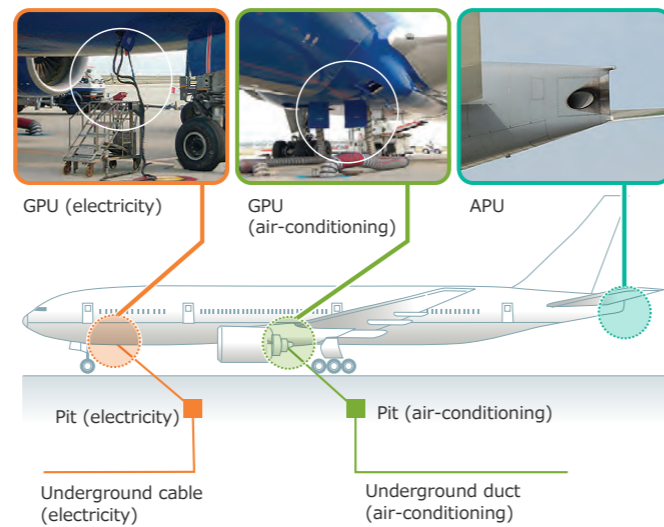 GPU (electricity)
GPU
(air-conditioning)
APU
Pit (electricity)
Pit (air-conditioning)
Underground cable
(electricity)
Underground duct
(air-conditioning)